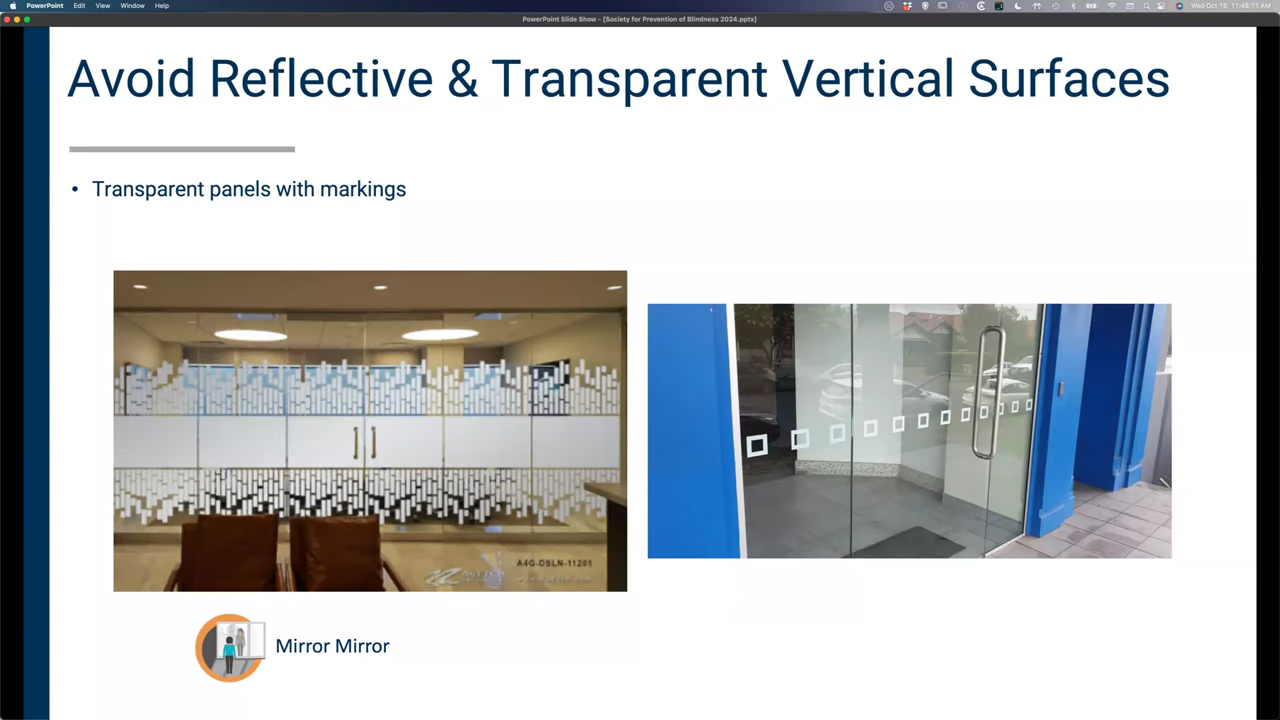 PowerPoint Edit View Window Help
Wed Oct 16 11:48:11 AM
PowerPoint Slide Show - [Society for Prevention of Blindness 2024.pptx]
Avoid Reflective & Transparent Vertical Surfaces
• Transparent panels with markings
A4G-DSLN-11201
Mirror Mirror